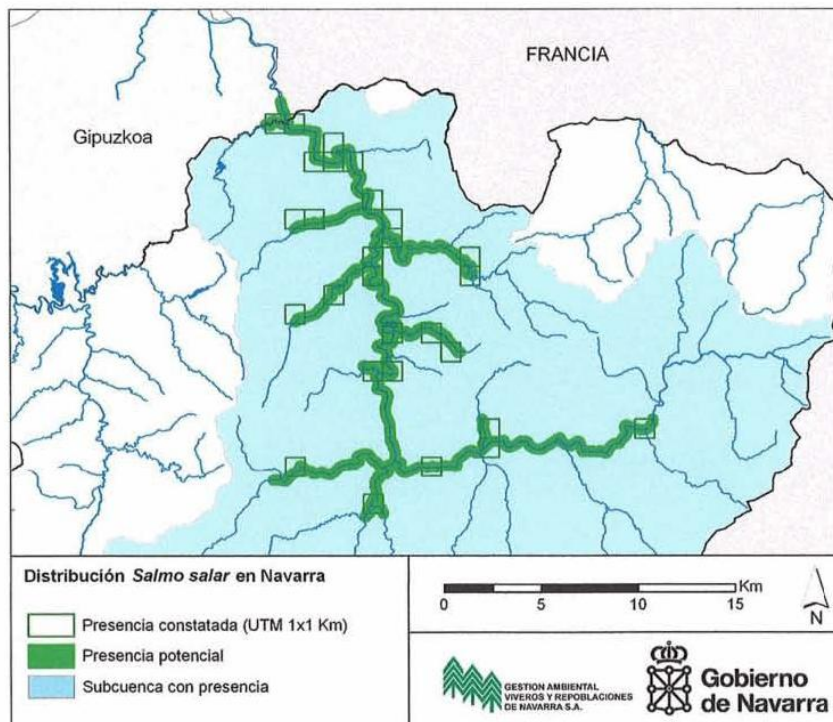 FRANCIA
Gipuzkoa
Distribución Salmo salar en Navarra
Presencia constatada (UTM 1x1 Km)
Presencia potencial
Subcuenca con presencia
Km
0 5 10 15
N
GESTION AMBIENTAL
VIVEROS Y REPOBLACIONES
DE NAVARRA S.A.
Gobierno
de Navarra